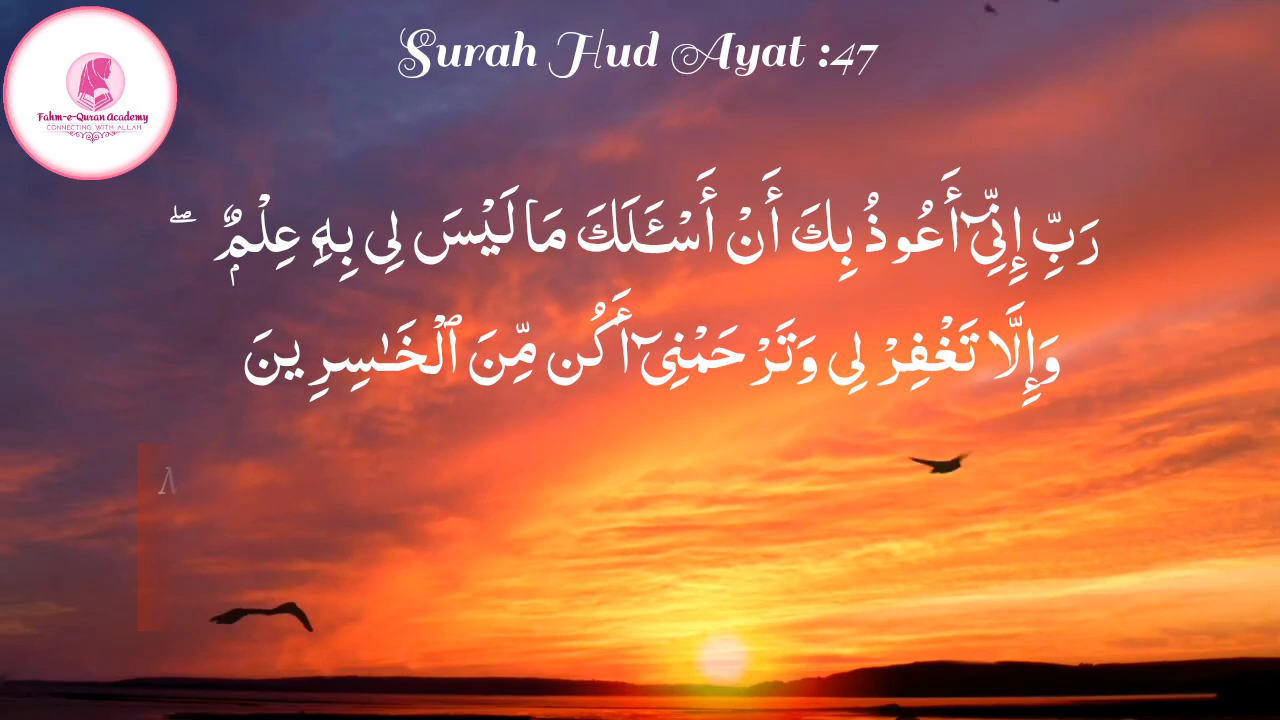 Surah Hud Ayat :47
Fahm-e-Quran Academy
CONNECTING WITH ALLAH
رَبِّ إِنِّىٓ أَعُوذُ بِكَ أَنْ أَسْـَٔلَكَ مَا لَيْسَ لِى بِهِۦ عِلْمٌۭ ۖ
وَإِلَّا تَغْفِرْ لِى وَتَرْحَمْنِىٓ أَكُن مِّنَ ٱلْخَـٰسِرِينَ